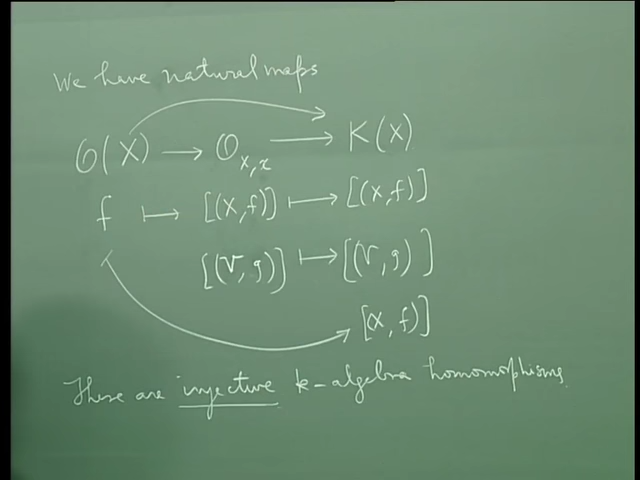 We have natural maps
O(X) → O_{X,x} → K(X)
f ↦ [(X,f)] ↦ [(X,f)]
[(V,g)] ↦ [(V,g)]
[X,f)]
These are injective k-algebra homomorphisms.